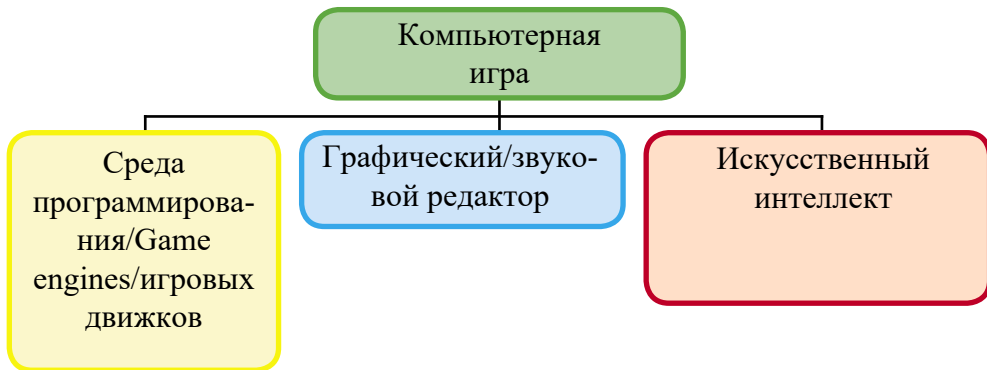 Компьютерная
игра
Среда
программирова-
ния/Game
engines/игровых
движков
Графический/звуко-
вой редактор
Искусственный
интеллект